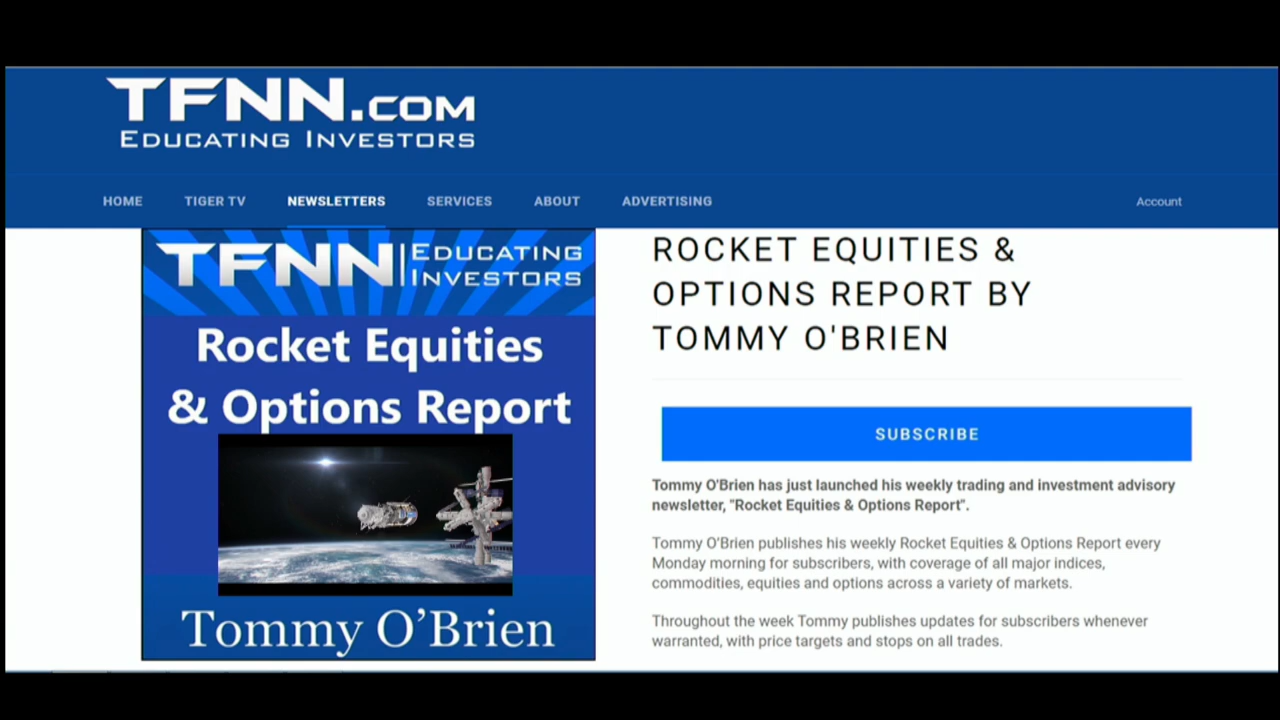 TFNN.COM
EDUCATING INVESTORS
HOME TIGER TV NEWSLETTERS SERVICES ABOUT ADVERTISING Account
TFNN EDUCATING
INVESTORS
Rocket Equities
& Options Report
Tommy O’Brien
ROCKET EQUITIES &
OPTIONS REPORT BY
TOMMY O'BRIEN
SUBSCRIBE
Tommy O'Brien has just launched his weekly trading and investment advisory
newsletter, "Rocket Equities & Options Report".
Tommy O'Brien publishes his weekly Rocket Equities & Options Report every
Monday morning for subscribers, with coverage of all major indices,
commodities, equities and options across a variety of markets.
Throughout the week Tommy publishes updates for subscribers whenever
warranted, with price targets and stops on all trades.